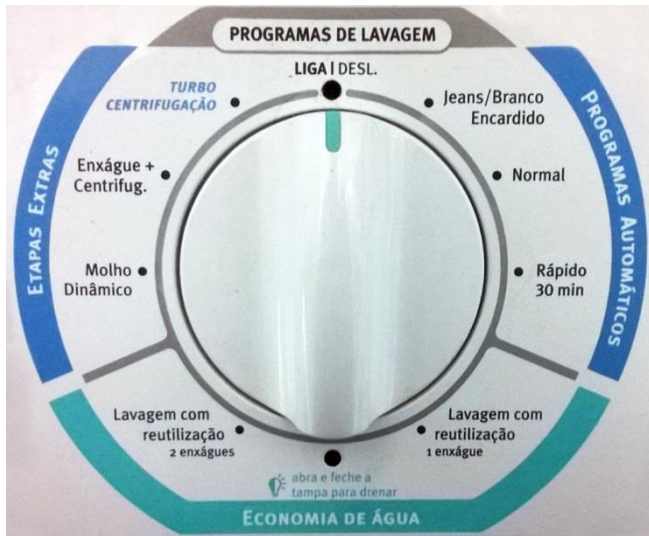 PROGRAMAS DE LAVAGEM
LIGA | DESL.
TURBO
CENTRIFUGAÇÃO
Jeans/Branco
Encardido
Enxágue +
Centrifug.
Normal
Molho
Dinâmico
Rápido
30 min
ETAPAS EXTRAS
PROGRAMAS AUTOMÁTICOS
Lavagem com
reutilização
2 enxágues
Lavagem com
reutilização
1 enxágue
abra e feche a
tampa para drenar
ECONOMIA DE ÁGUA